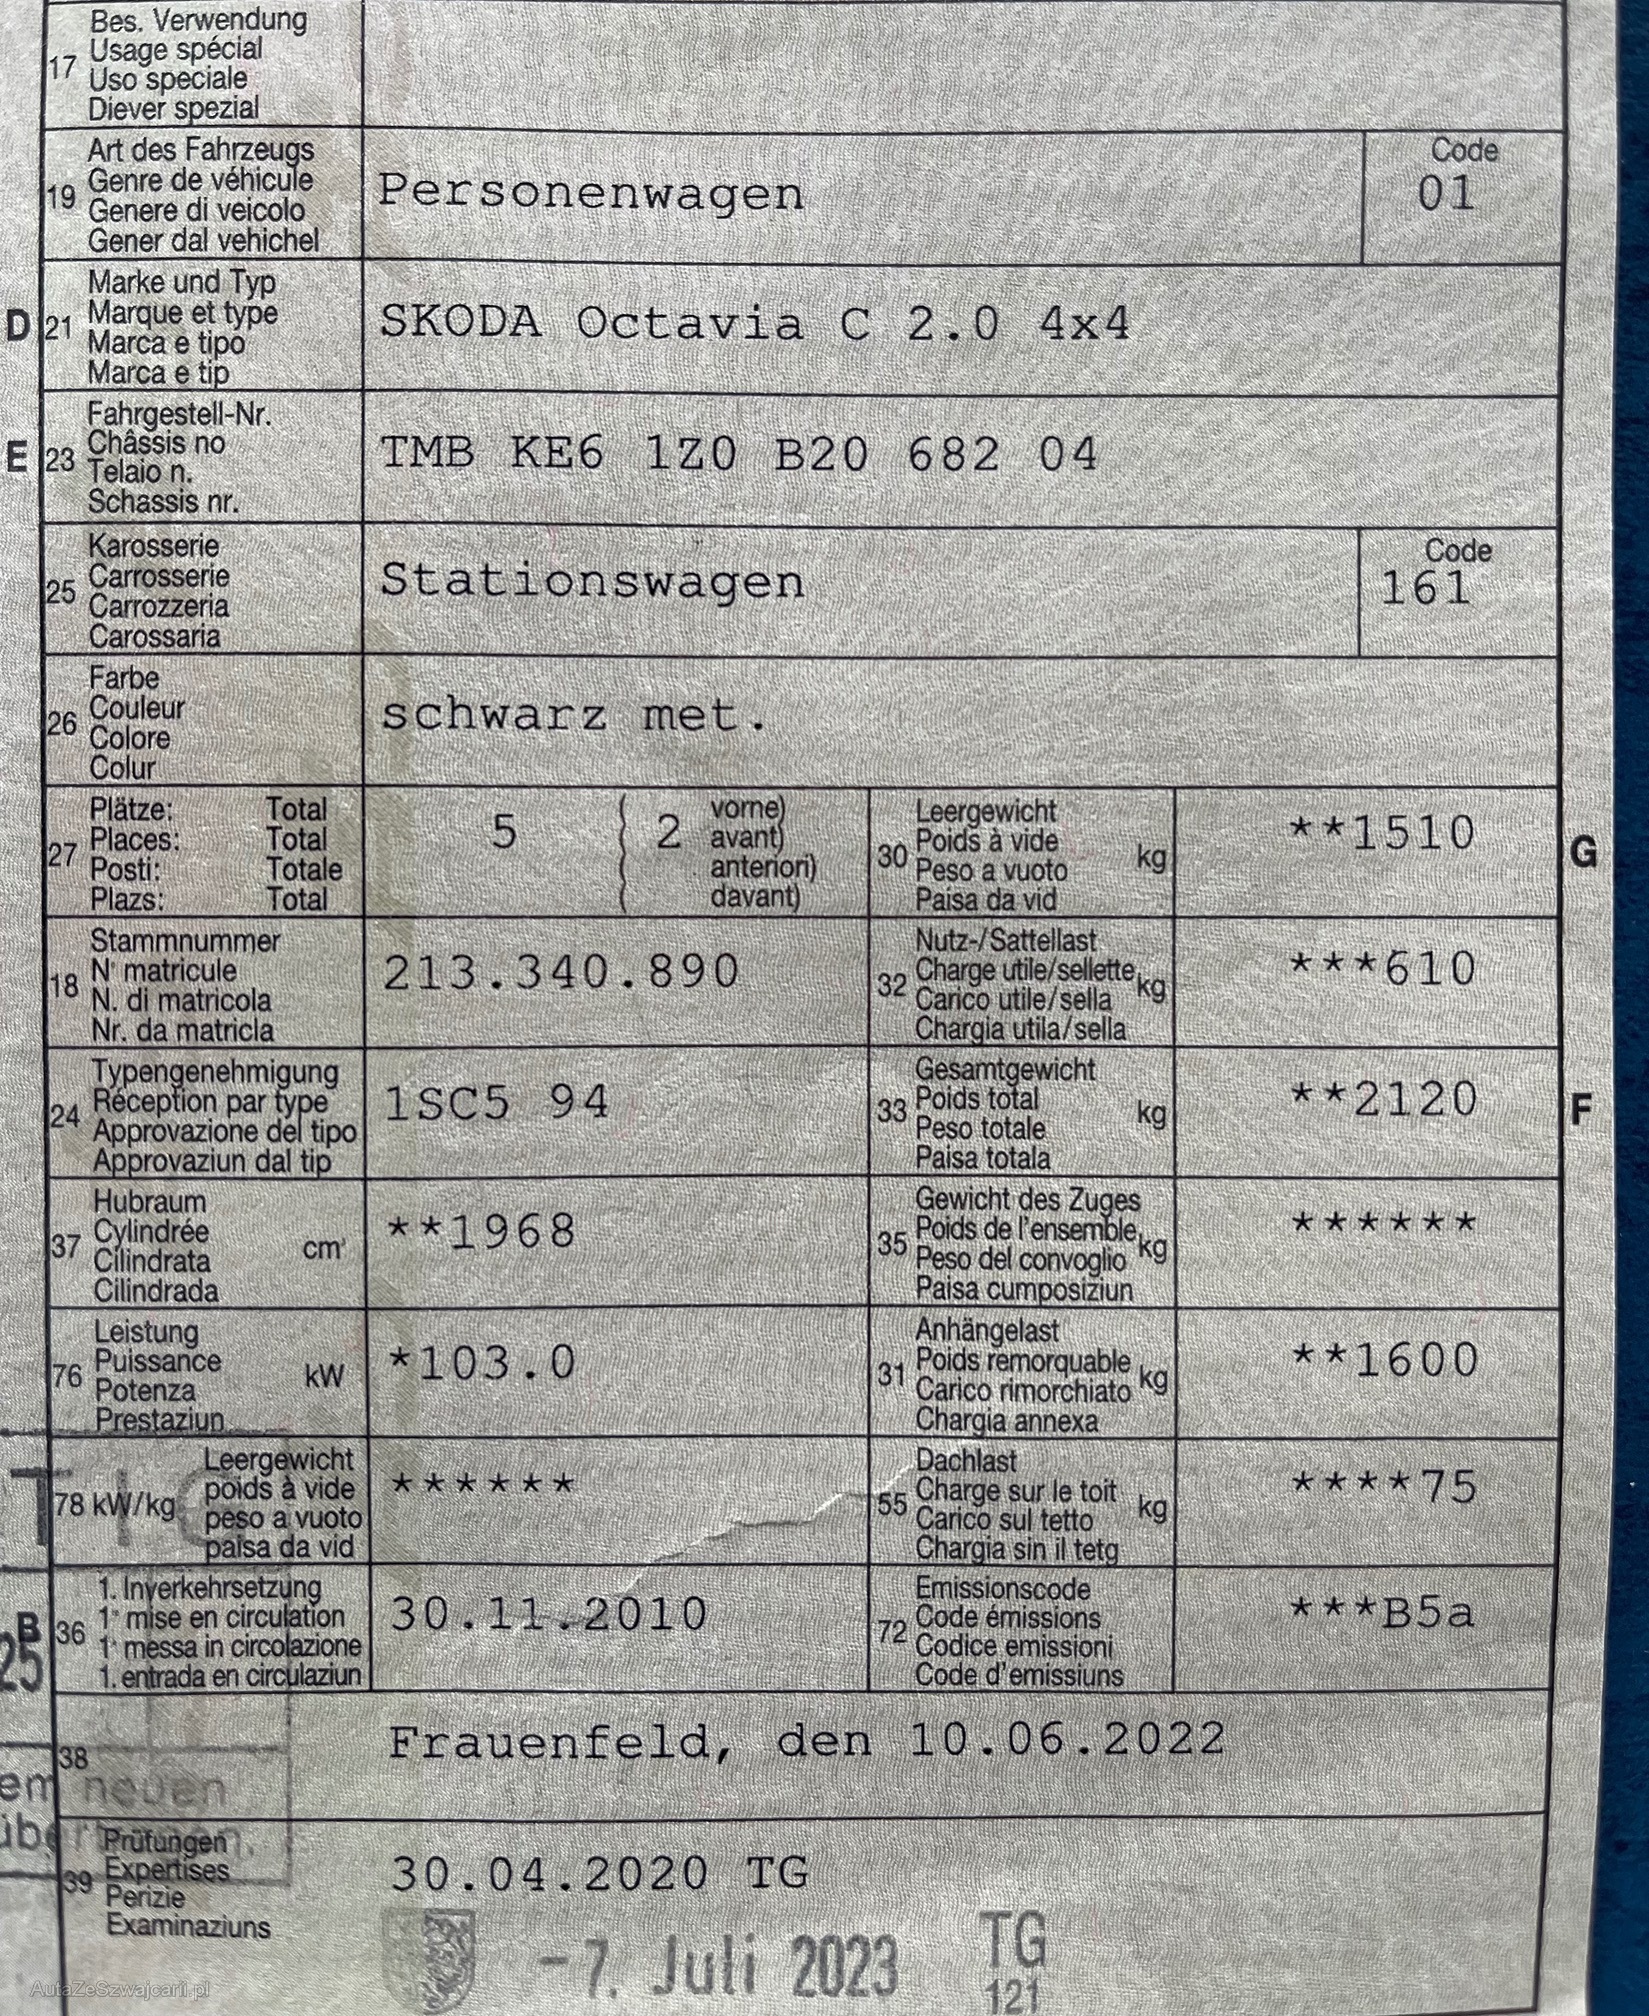 17 Bes. Verwendung
Usage spécial
Uso speciale
Diever spezial
19 Art des Fahrzeugs
Genre de véhicule
Genere di veicolo
Gener dal vehichel
Personenwagen
Code
01
D 21 Marke und Typ
Marque et type
Marca e tipo
Marca e tip
SKODA Octavia C 2.0 4x4
E 23 Fahrgestell-Nr.
Châssis no
Telaio n.
Schassis nr.
TMB KE6 1Z0 B20 682 04
25 Karosserie
Carrosserie
Carrozzeria
Carossaria
Stationswagen
Code
161
26 Farbe
Couleur
Colore
Colur
schwarz met.
27 Plätze: Total
Places: Total
Posti: Totale
Plazs: Total
5 ( 2 vorne)
( avant)
( anteriori)
( davant)
30 Leergewicht
Poids à vide kg
Peso a vuoto
Paisa da vid
**1510
G
18 Stammnummer
N° matricule
N. di matricola
Nr. da matricla
213.340.890
32 Nutz-/Sattellast
Charge utile/sellette kg
Carico utile/sella
Chargia utila/sella
***610
24 Typengenehmigung
Réception par type
Approvazione del tipo
Approvaziun dal tip
1SC5 94
33 Gesamtgewicht
Poids total kg
Peso totale
Paisa totala
**2120
F
37 Hubraum
Cylindrée
Cilindrata cm³
Cilindrada
**1968
35 Gewicht des Zuges
Poids de l'ensemble kg
Peso del convoglio
Paisa cumposiziun
******
76 Leistung
Puissance kW
Potenza
Prestaziun
*103.0
31 Anhängelast
Poids remorquable kg
Carico rimorchiato
Chargia annexa
**1600
78 kW/kg Leergewicht
poids à vide
peso a vuoto
paisa da vid
******
55 Dachlast
Charge sur le toit kg
Carico sul tetto
Chargia sin il tetg
****75
B 36 1. Inverkehrsetzung
1re mise en circulation
1a messa in circolazione
1. entrada en circulaziun
30.11.2010
72 Emissionscode
Code émissions
Codice emissioni
Code d'emissiuns
***B5a
25
38
Frauenfeld, den 10.06.2022
em neuen
39 Prüfungen
Expertises
Perizie
Examinaziuns
30.04.2020 TG
-7. Juli 2023 TG
121
AutaZeSzwajcarii.pl